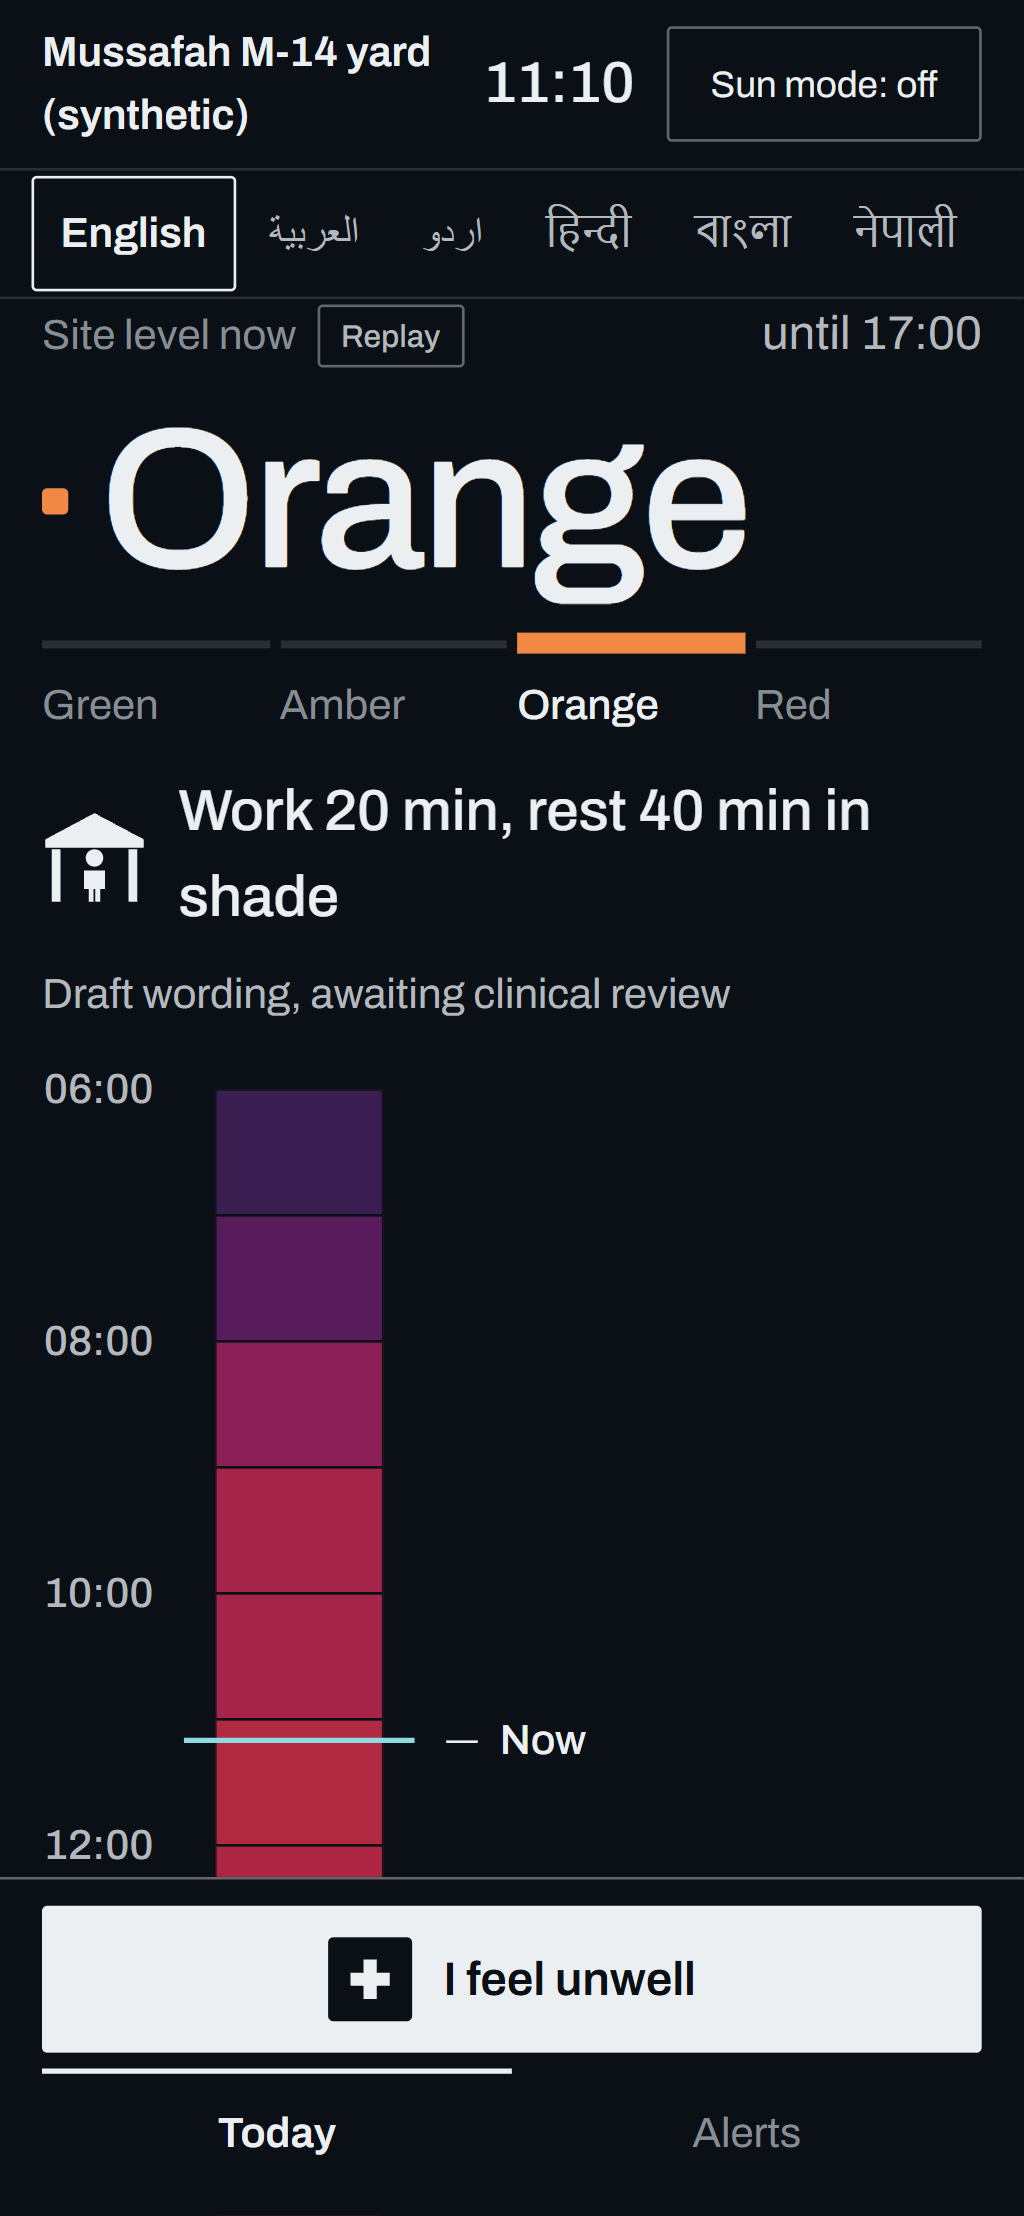 Mussafah M-14 yard
(synthetic)
11:10
Sun mode: off
English العربية اردو हिन्दी বাংলা नेपाली
Site level now Replay until 17:00
Orange
Green Amber Orange Red
Work 20 min, rest 40 min in
shade
Draft wording, awaiting clinical review
06:00
08:00
10:00
— Now
12:00
I feel unwell
Today Alerts